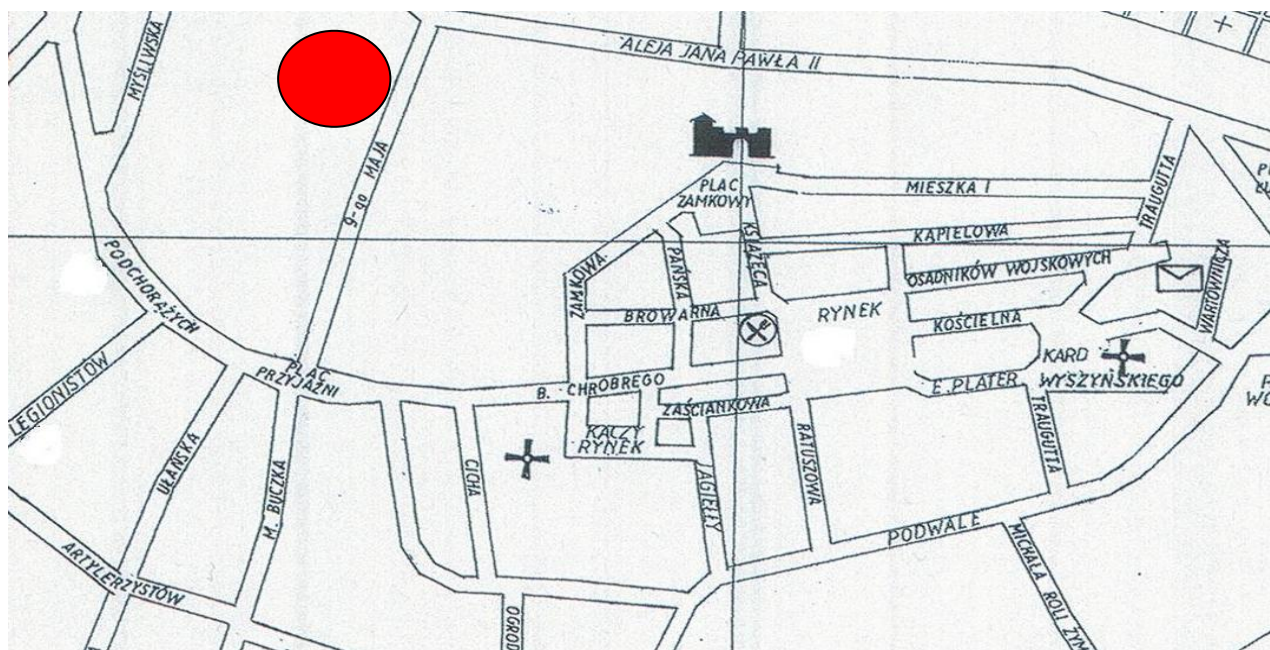 MYŚLIWSKA
ALEJA JANA PAWŁA II
9-go MAJA
PLAC
ZAMKOWY
MIESZKA I
TRAUGUTTA
KĄPIELOWA
KSIĄŻĘCA
PAŃSKA
ZAMKOWA
OSADNIKÓW WOJSKOWYCH
WARTOWNICZA
PODCHORĄŻYCH
BROWARNA
RYNEK
KOŚCIELNA
KARD
WYSZYŃSKIEGO
PLAC
PRZYJAŹNI
B. CHROBREGO
E. PLATER
LEGIONISTÓW
ZAŚCIANKOWA
KACZY
RYNEK
UŁAŃSKA
M. BUCZKA
CICHA
JAGIEŁŁY
RATUSZOWA
TRAUGUTTA
PODWALE
ARTYLERZYSTÓW
OGROD
MICHAŁA ROLI ŻYM